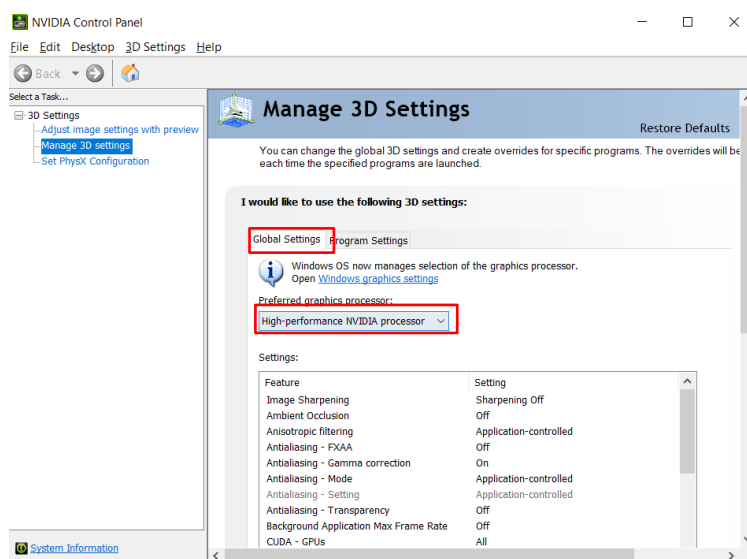 NVIDIA Control Panel
File Edit Desktop 3D Settings Help
Back
Select a Task...
3D Settings
Adjust image settings with preview
Manage 3D settings
Set PhysX Configuration
System Information
Manage 3D Settings
Restore Defaults
You can change the global 3D settings and create overrides for specific programs. The overrides will be
each time the specified programs are launched.
I would like to use the following 3D settings:
Global Settings Program Settings
Windows OS now manages selection of the graphics processor.
Open Windows graphics settings
Preferred graphics processor:
High-performance NVIDIA processor
Settings:
Feature Setting
Image Sharpening Sharpening Off
Ambient Occlusion Off
Anisotropic filtering Application-controlled
Antialiasing - FXAA Off
Antialiasing - Gamma correction On
Antialiasing - Mode Application-controlled
Antialiasing - Setting Application-controlled
Antialiasing - Transparency Off
Background Application Max Frame Rate Off
CUDA - GPUs All